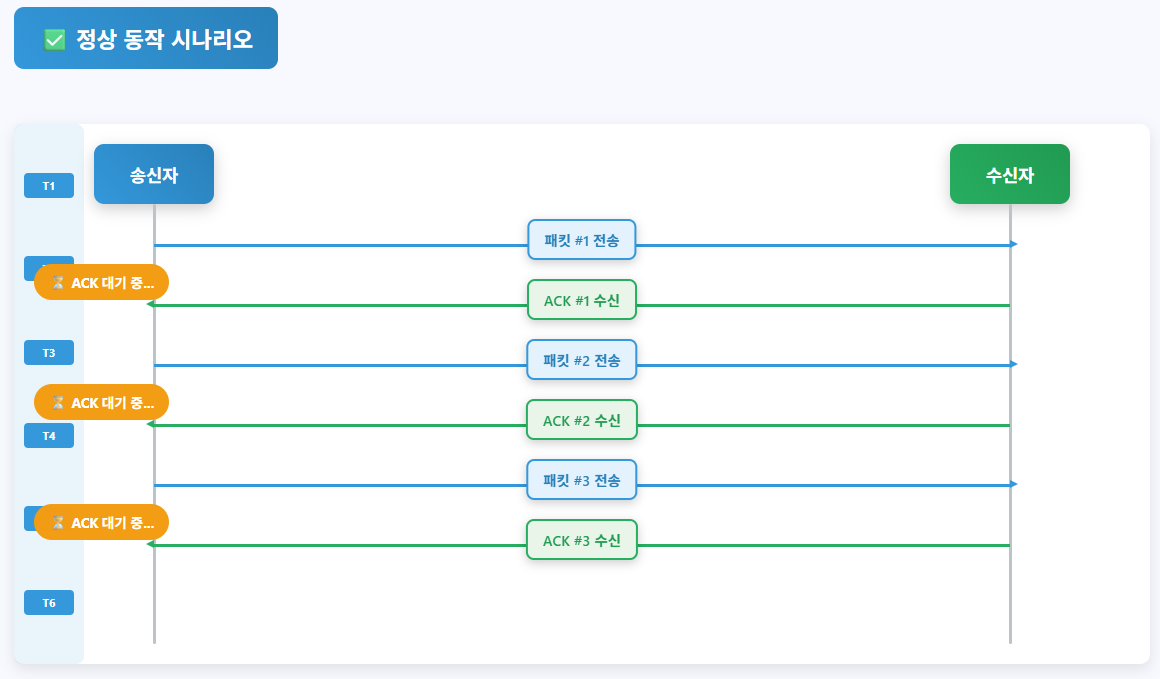 ✅ 정상 동작 시나리오
송신자
수신자
T1
패킷 #1 전송
⏳ ACK 대기 중...
ACK #1 수신
T3
패킷 #2 전송
⏳ ACK 대기 중...
ACK #2 수신
T4
패킷 #3 전송
⏳ ACK 대기 중...
ACK #3 수신
T6